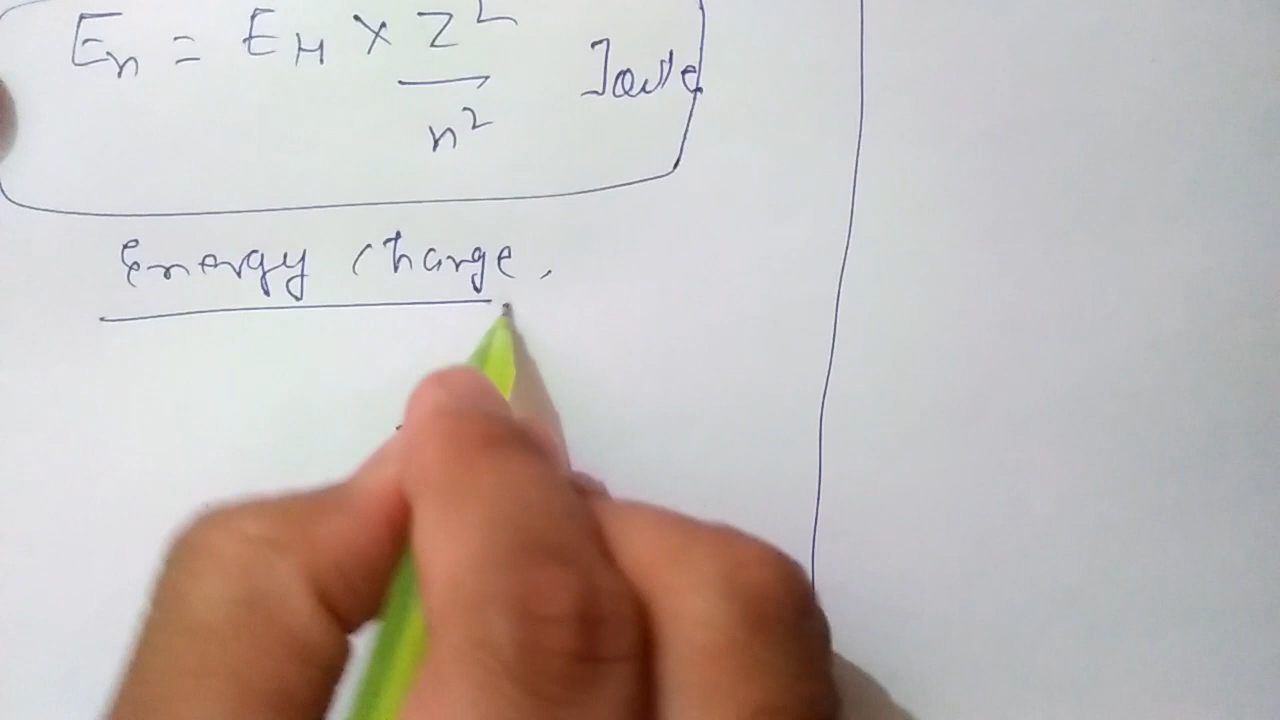 En = EH × Z² Joule
n²
Energy change.